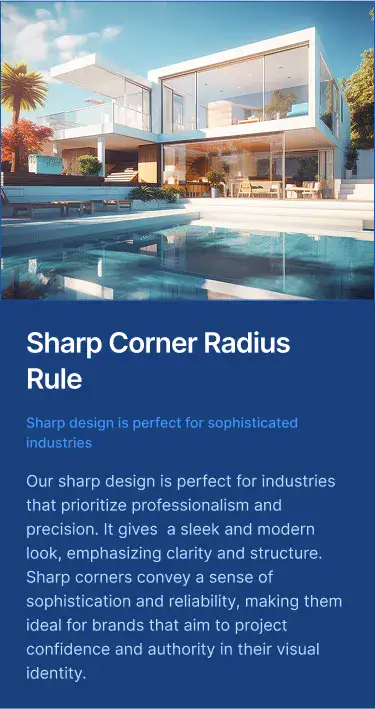 Sharp Corner Radius
Rule
Sharp design is perfect for sophisticated
industries
Our sharp design is perfect for industries
that prioritize professionalism and
precision. It gives  a sleek and modern
look, emphasizing clarity and structure.
Sharp corners convey a sense of
sophistication and reliability, making them
ideal for brands that aim to project
confidence and authority in their visual
identity.